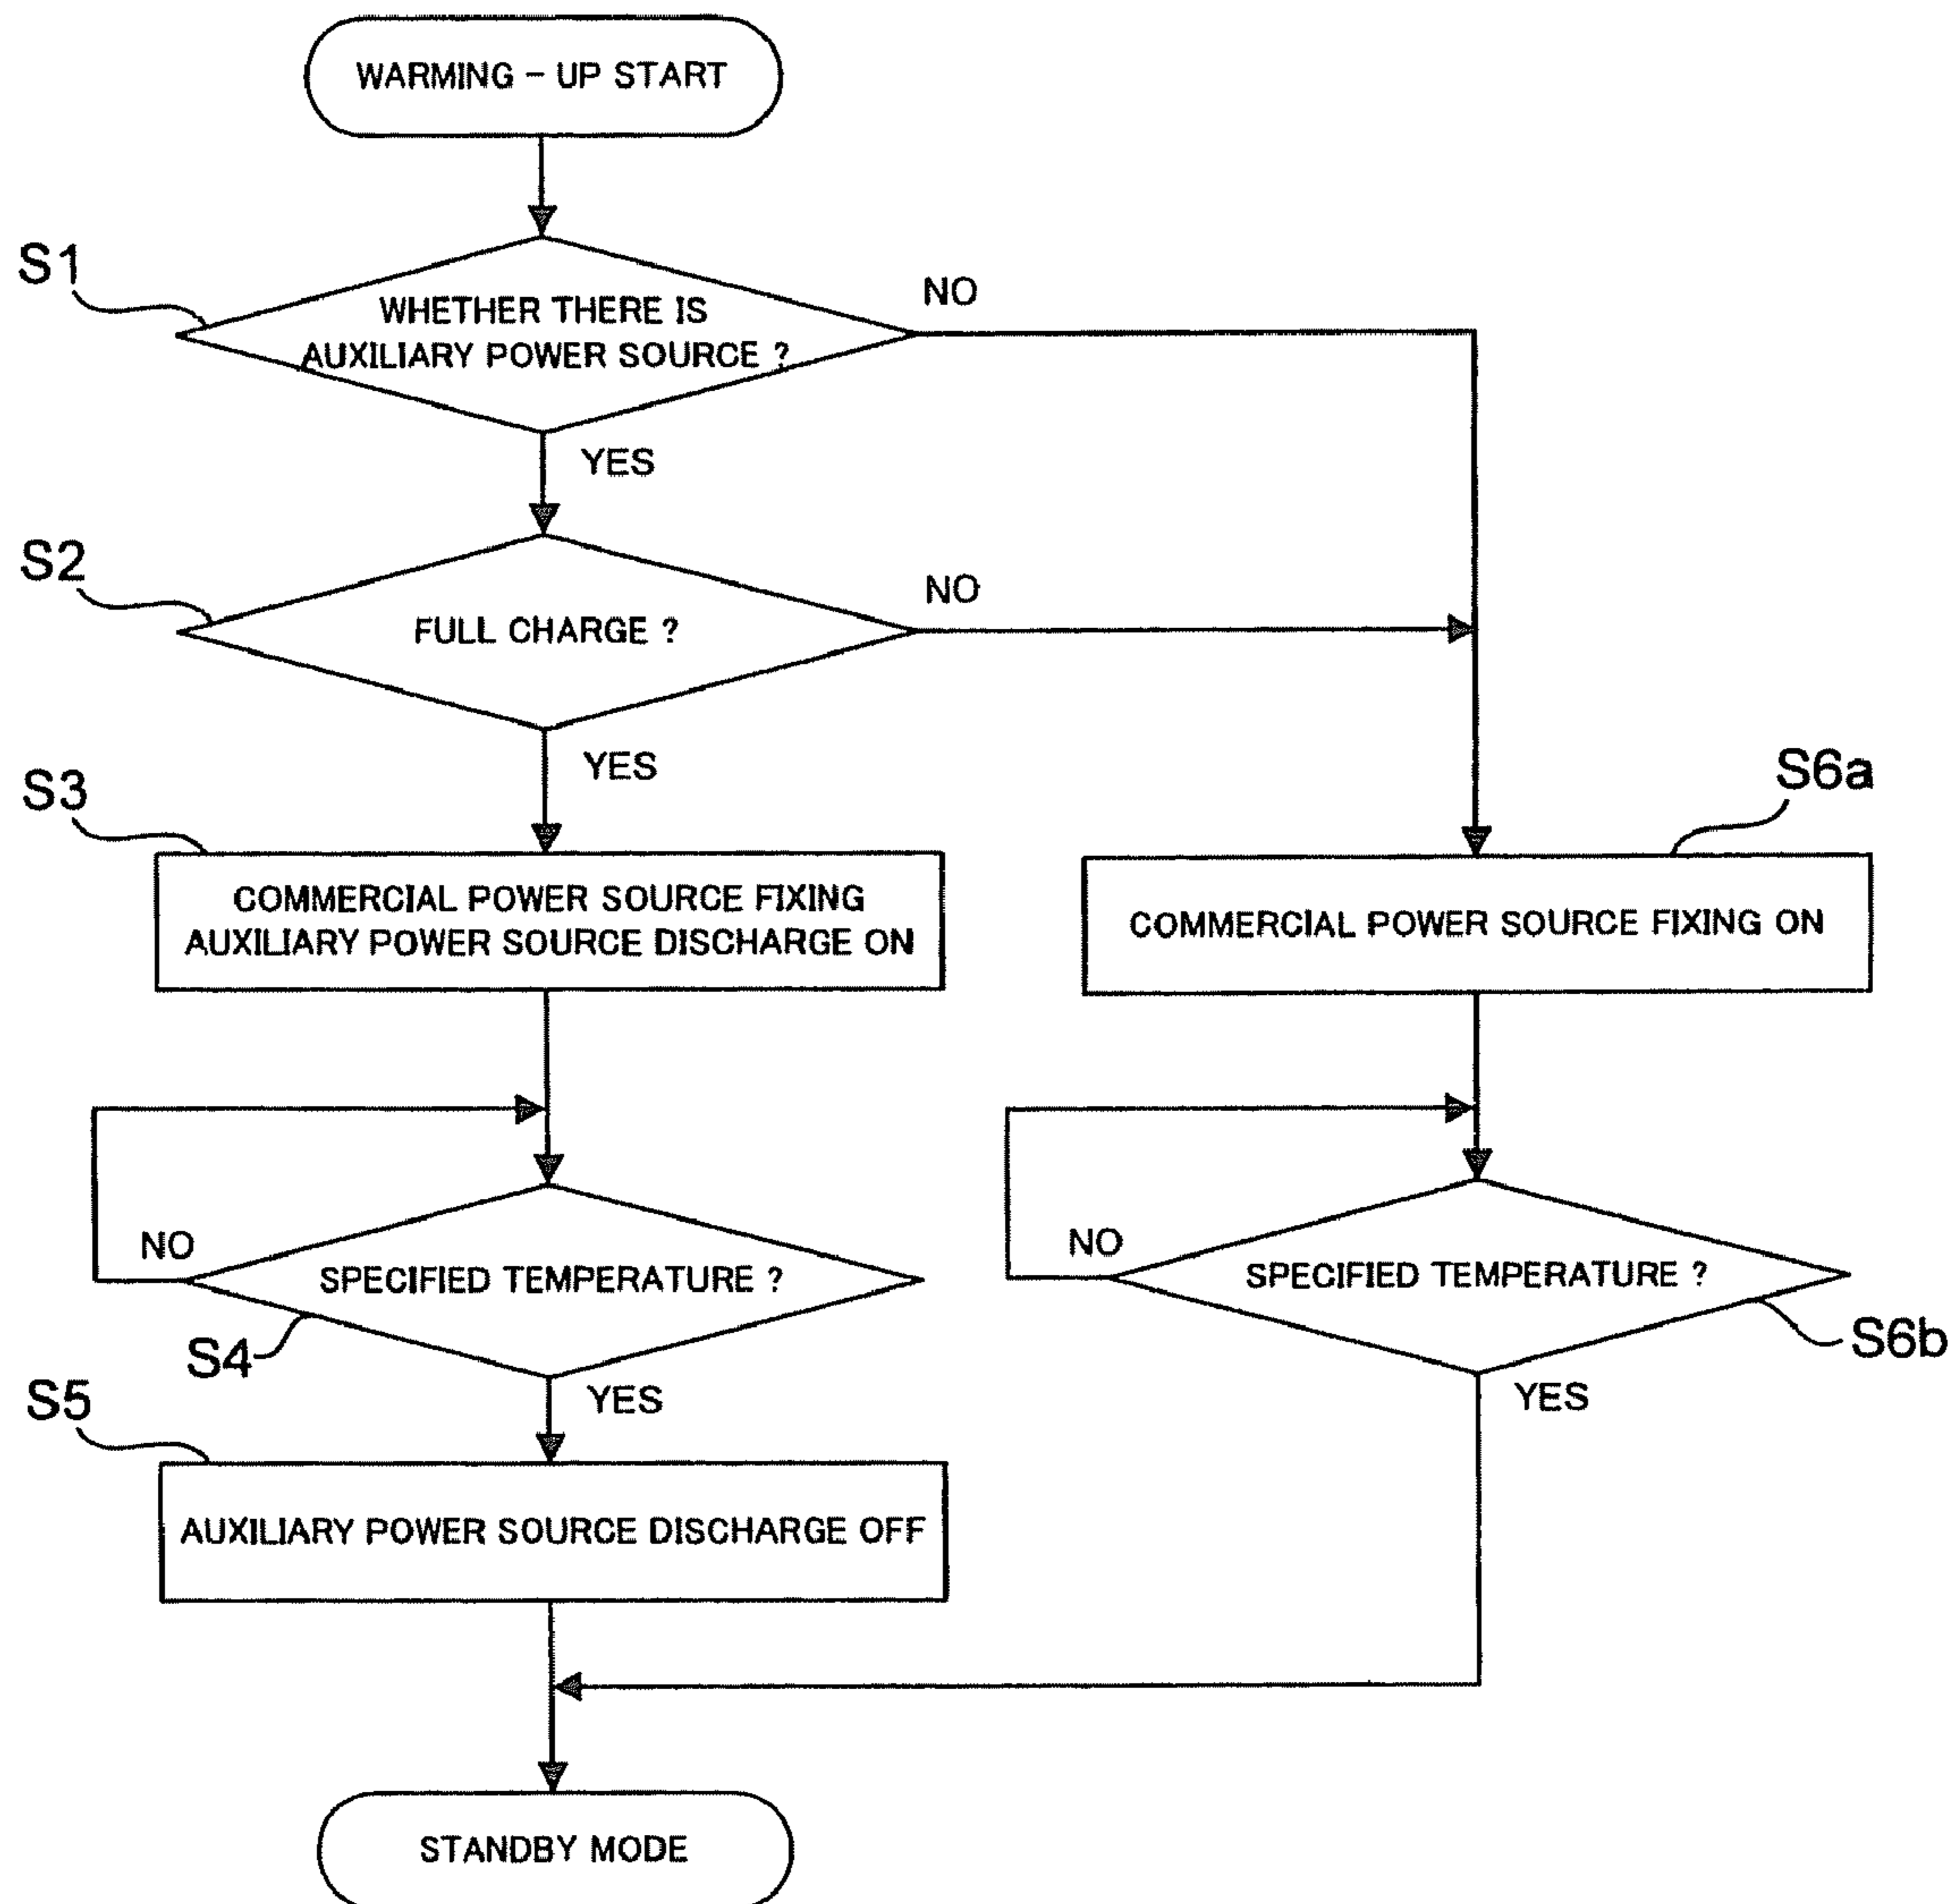 WARMING - UP START
S1
WHETHER THERE IS
AUXILIARY POWER SOURCE ?
NO
YES
S2
FULL CHARGE ?
NO
YES
S3
COMMERCIAL POWER SOURCE FIXING
AUXILIARY POWER SOURCE DISCHARGE ON
S6a
COMMERCIAL POWER SOURCE FIXING ON
NO
SPECIFIED TEMPERATURE ?
S4
YES
NO
SPECIFIED TEMPERATURE ?
S6b
YES
S5
AUXILIARY POWER SOURCE DISCHARGE OFF
STANDBY MODE